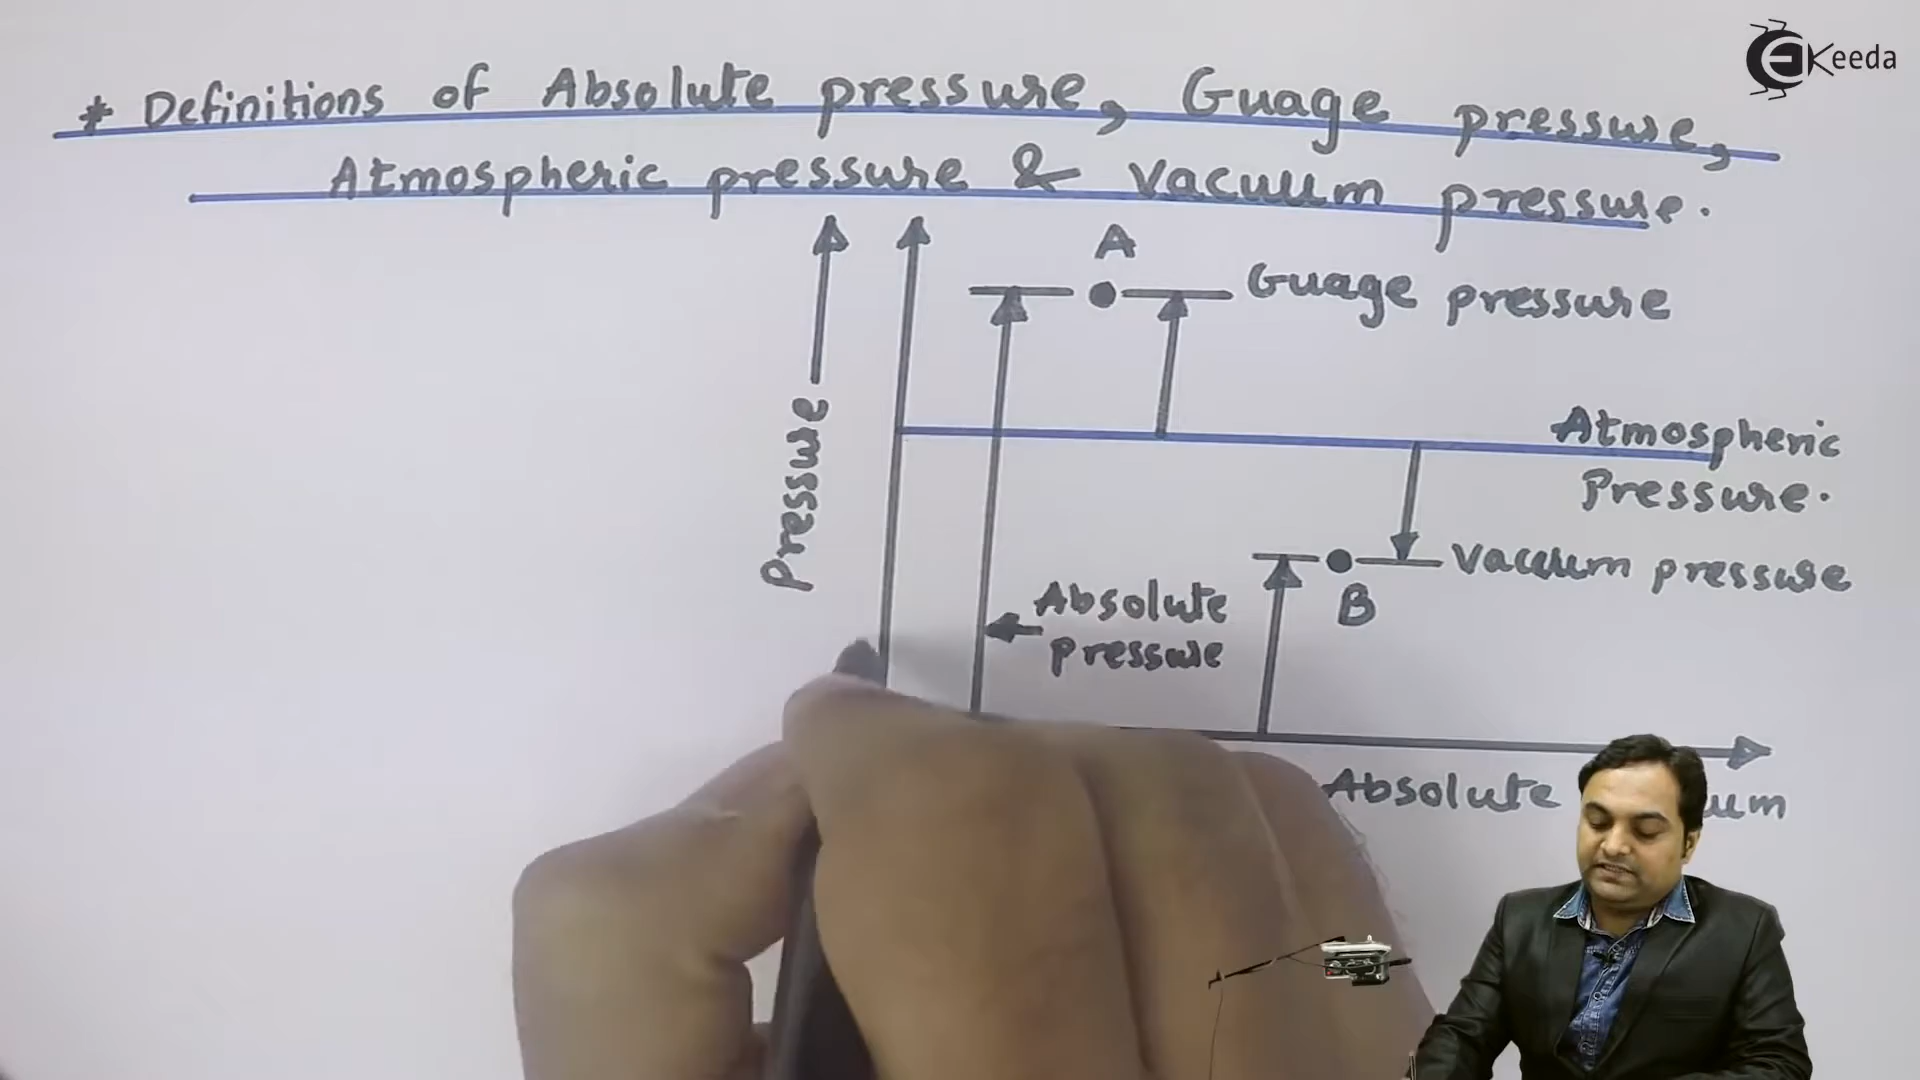 * Definitions of Absolute pressure, Guage pressure,
Atmospheric pressure & vacuum pressure.
EKeeda
A
Guage pressure
Pressure
Atmospheric
Pressure.
Vacuum pressure
B
Absolute
pressure
Absolute